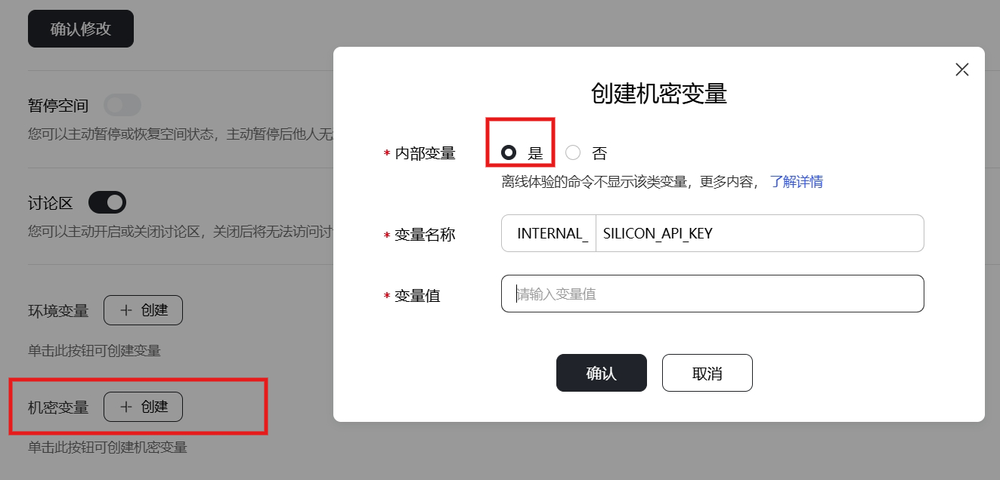 确认修改
暂停空间
您可以主动暂停或恢复空间状态，主动暂停后他人无
讨论区
您可以主动开启或关闭讨论区，关闭后将无法访问讨
环境变量 + 创建
单击此按钮可创建变量
机密变量 + 创建
单击此按钮可创建机密变量
创建机密变量
* 内部变量 是 否
离线体验的命令不显示该类变量，更多内容， 了解详情
* 变量名称 INTERNAL_ SILICON_API_KEY
* 变量值 请输入变量值
确认 取消